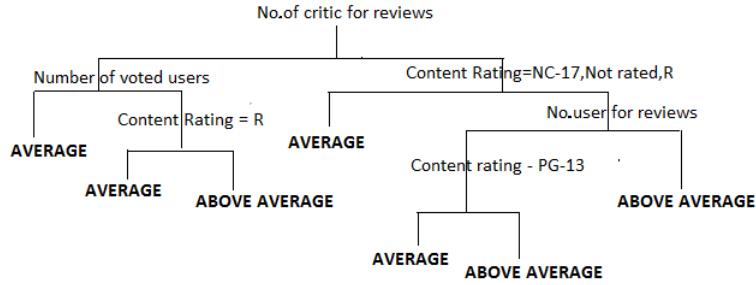 No.of critic for reviews
Number of voted users
Content Rating=NC-17,Not rated,R
Content Rating = R
No.user for reviews
AVERAGE
AVERAGE
Content rating - PG-13
AVERAGE
ABOVE AVERAGE
ABOVE AVERAGE
AVERAGE
ABOVE AVERAGE